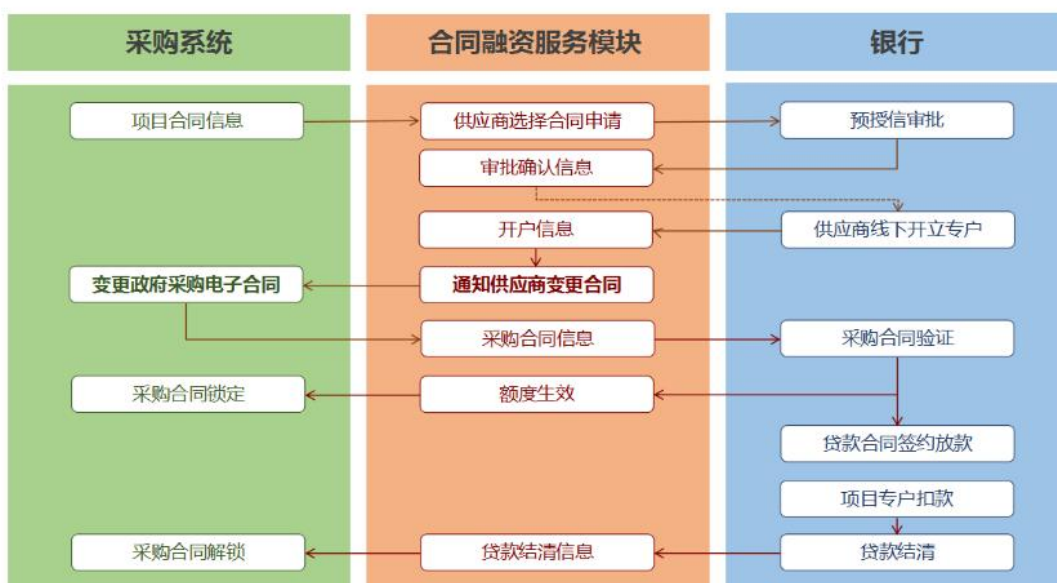 采购系统
合同融资服务模块
银行
项目合同信息
供应商选择合同申请
预授信审批
审批确认信息
开户信息
供应商线下开立专户
变更政府采购电子合同
通知供应商变更合同
采购合同信息
采购合同验证
采购合同锁定
额度生效
贷款合同签约放款
项目专户扣款
采购合同解锁
贷款结清信息
贷款结清